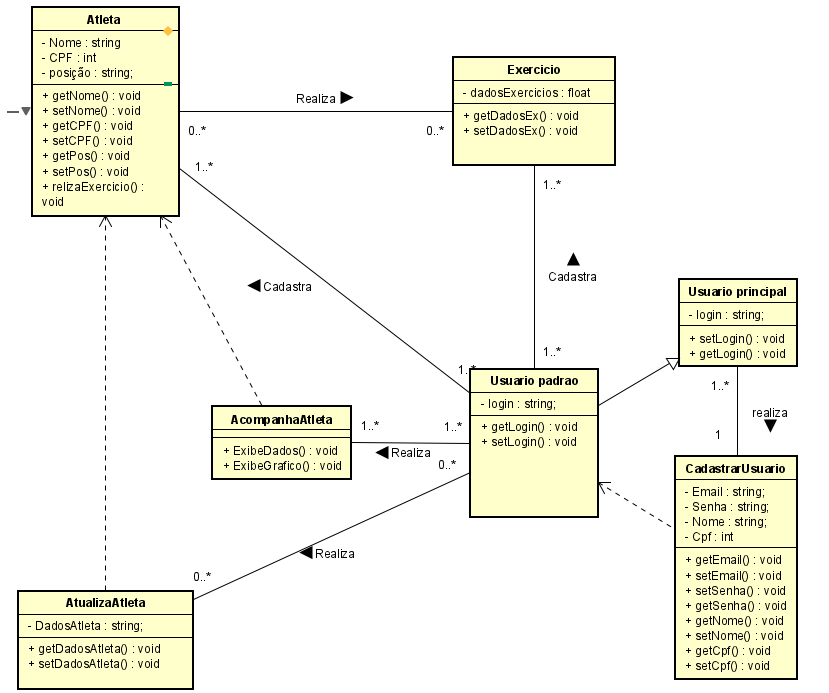 Atleta
- Nome : string
- CPF : int
- posição : string;
+ getNome() : void
+ setNome() : void
+ getCPF() : void
+ setCPF() : void
+ getPos() : void
+ setPos() : void
+ relizaExercicio() :
void
Realiza
0..*
0..*
Exercicio
- dadosExercicios : float
+ getDadosEx() : void
+ setDadosEx() : void
1..*
1..*
Cadastra
Cadastra
1..*
1..*
1..
Usuario principal
- login : string;
+ setLogin() : void
+ getLogin() : void
1..*
realiza
1
Usuario padrao
- login : string;
+ getLogin() : void
+ setLogin() : void
AcompanhaAtleta
+ ExibeDados() : void
+ ExibeGrafico() : void
1..*
1..*
Realiza
0..*
Realiza
0..*
CadastrarUsuario
- Email : string;
- Senha : string;
- Nome : string;
- Cpf : int
+ getEmail() : void
+ setEmail() : void
+ setSenha() : void
+ getSenha() : void
+ getNome() : void
+ setNome() : void
+ getCpf() : void
+ setCpf() : void
AtualizaAtleta
- DadosAtleta : string;
+ getDadosAtleta() : void
+ setDadosAtleta() : void